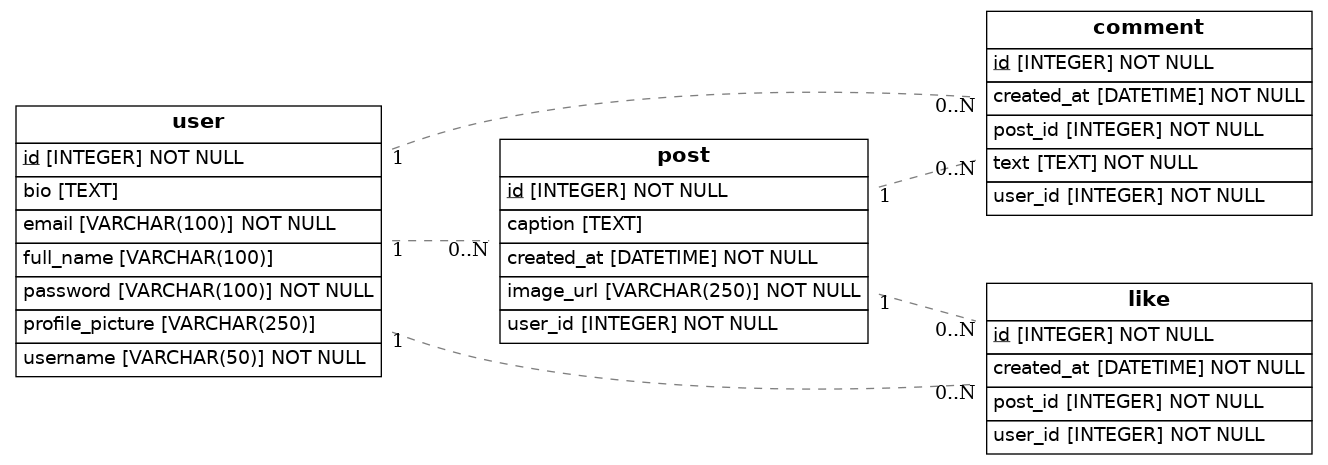 user
id [INTEGER] NOT NULL
bio [TEXT]
email [VARCHAR(100)] NOT NULL
full_name [VARCHAR(100)]
password [VARCHAR(100)] NOT NULL
profile_picture [VARCHAR(250)]
username [VARCHAR(50)] NOT NULL
1
1
1
0..N
post
id [INTEGER] NOT NULL
caption [TEXT]
created_at [DATETIME] NOT NULL
image_url [VARCHAR(250)] NOT NULL
user_id [INTEGER] NOT NULL
1
1
0..N
0..N
0..N
0..N
comment
id [INTEGER] NOT NULL
created_at [DATETIME] NOT NULL
post_id [INTEGER] NOT NULL
text [TEXT] NOT NULL
user_id [INTEGER] NOT NULL
like
id [INTEGER] NOT NULL
created_at [DATETIME] NOT NULL
post_id [INTEGER] NOT NULL
user_id [INTEGER] NOT NULL